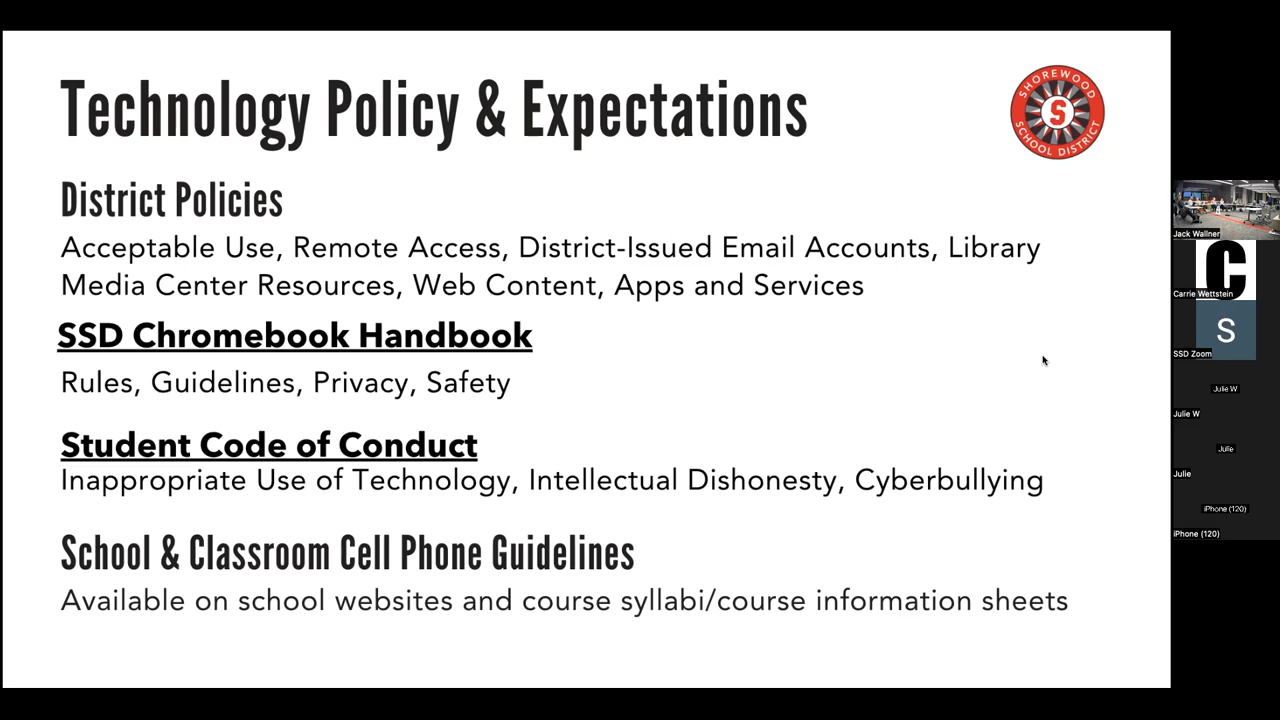 Technology Policy & Expectations
SHOREWOOD
S
SCHOOL DISTRICT
District Policies
Acceptable Use, Remote Access, District-Issued Email Accounts, Library
Media Center Resources, Web Content, Apps and Services
SSD Chromebook Handbook
Rules, Guidelines, Privacy, Safety
Student Code of Conduct
Inappropriate Use of Technology, Intellectual Dishonesty, Cyberbullying
School & Classroom Cell Phone Guidelines
Available on school websites and course syllabi/course information sheets
Jack Wallner
C
Carrie Wettstein
S
SSD Zoom
Julie W
Julie W
Julie
Julie
iPhone (120)
iPhone (120)